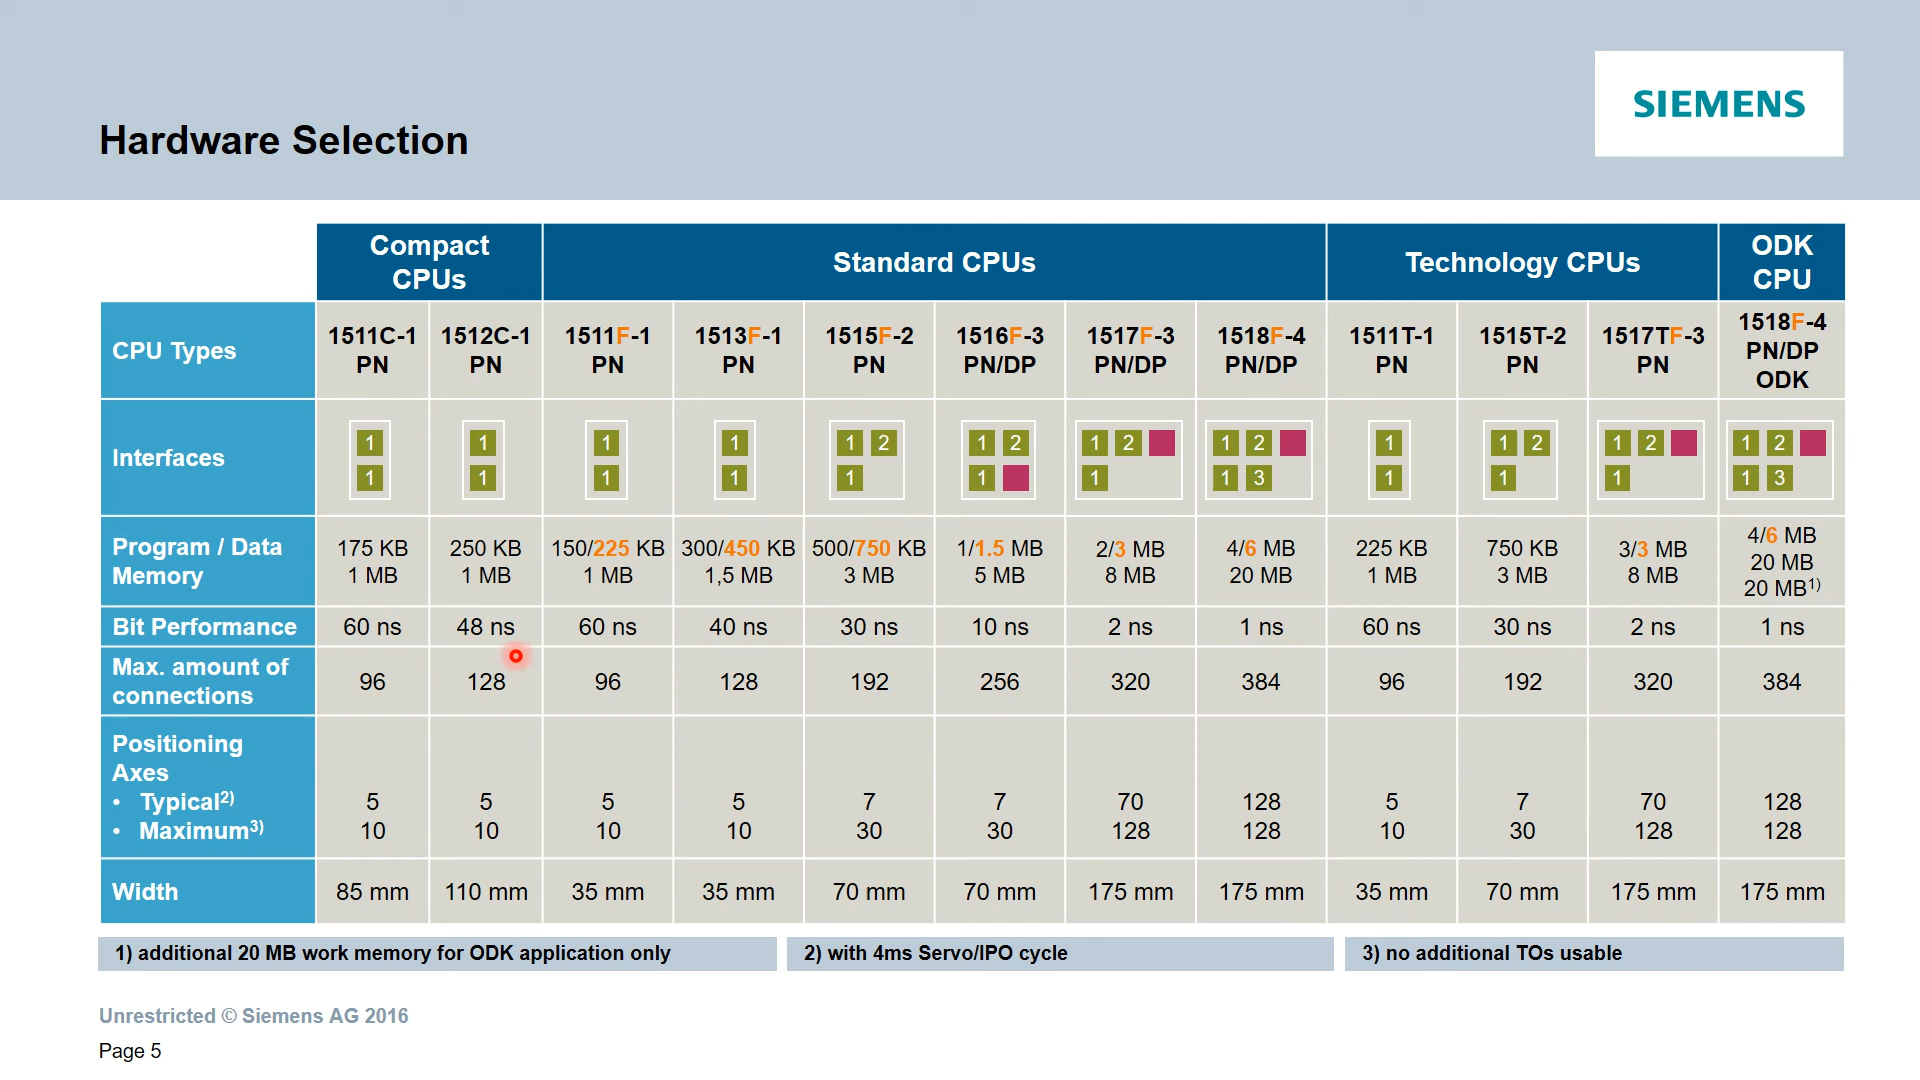 SIEMENS
Hardware Selection
Compact CPUs
Standard CPUs
Technology CPUs
ODK CPU
CPU Types
1511C-1 PN
1512C-1 PN
1511F-1 PN
1513F-1 PN
1515F-2 PN
1516F-3 PN/DP
1517F-3 PN/DP
1518F-4 PN/DP
1511T-1 PN
1515T-2 PN
1517TF-3 PN
1518F-4 PN/DP ODK
Interfaces
1 1 1 1 1 2 1 2 1 2 1 2 1 1 2 1 2 1 2
1 1 1 1 1 1 1 1 3 1 1 1 1 3
Program / Data Memory
175 KB 1 MB
250 KB 1 MB
150/225 KB 1 MB
300/450 KB 1,5 MB
500/750 KB 3 MB
1/1.5 MB 5 MB
2/3 MB 8 MB
4/6 MB 20 MB
225 KB 1 MB
750 KB 3 MB
3/3 MB 8 MB
4/6 MB 20 MB 20 MB1)
Bit Performance 60 ns 48 ns 60 ns 40 ns 30 ns 10 ns 2 ns 1 ns 60 ns 30 ns 2 ns 1 ns
Max. amount of connections 96 128 96 128 192 256 320 384 96 192 320 384
Positioning Axes
• Typical2) 5 5 5 5 7 7 70 128 5 7 70 128
• Maximum3) 10 10 10 10 30 30 128 128 10 30 128 128
Width 85 mm 110 mm 35 mm 35 mm 70 mm 70 mm 175 mm 175 mm 35 mm 70 mm 175 mm 175 mm
1) additional 20 MB work memory for ODK application only
2) with 4ms Servo/IPO cycle
3) no additional TOs usable
Unrestricted © Siemens AG 2016
Page 5